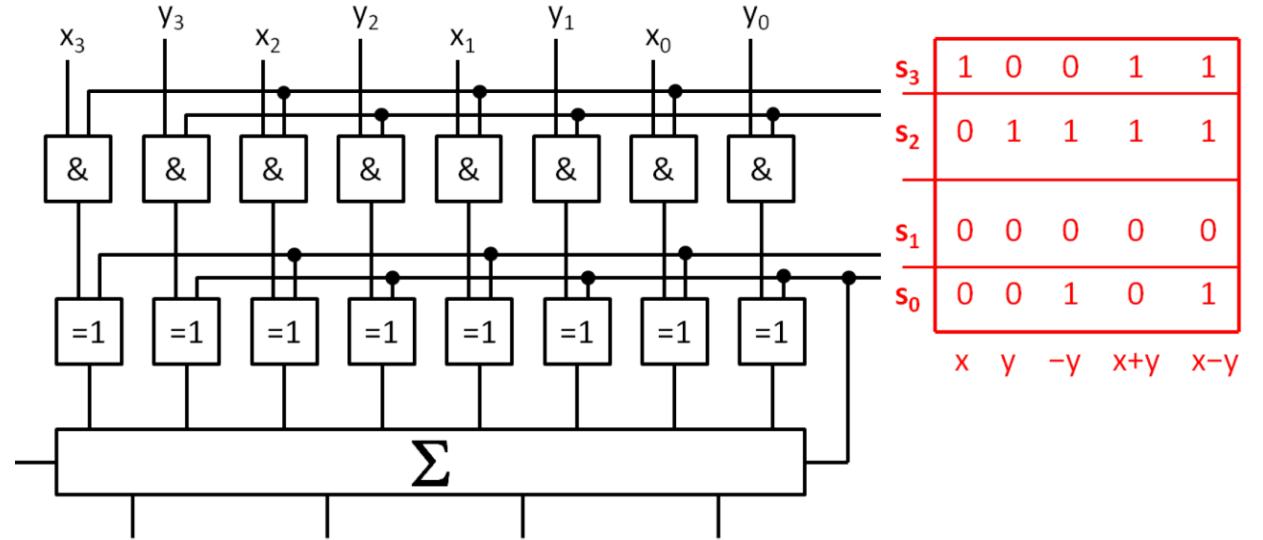 x₃ y₃ x₂ y₂ x₁ y₁ x₀ y₀
& & & & & & & &
=1 =1 =1 =1 =1 =1 =1 =1
Σ
s₃ 1 0 0 1 1
s₂ 0 1 1 1 1
s₁ 0 0 0 0 0
s₀ 0 0 1 0 1
x y −y x+y x−y